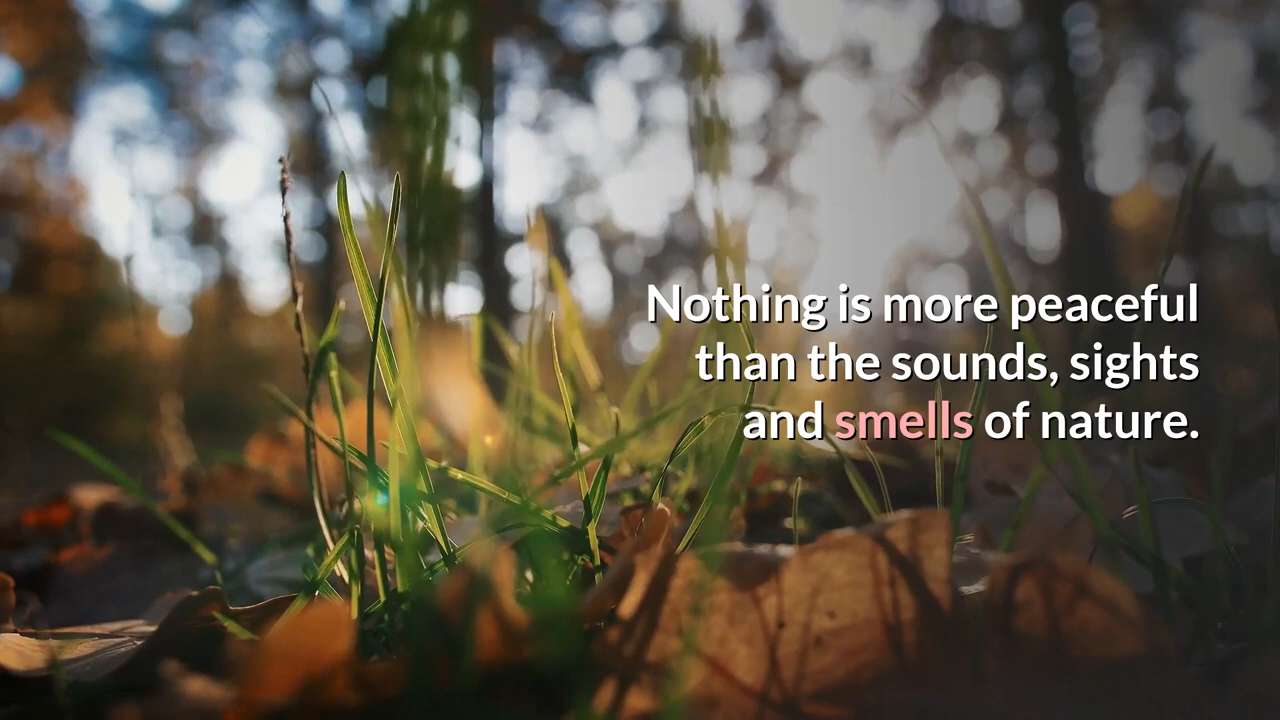 Nothing is more peaceful
than the sounds, sights
and smells of nature.